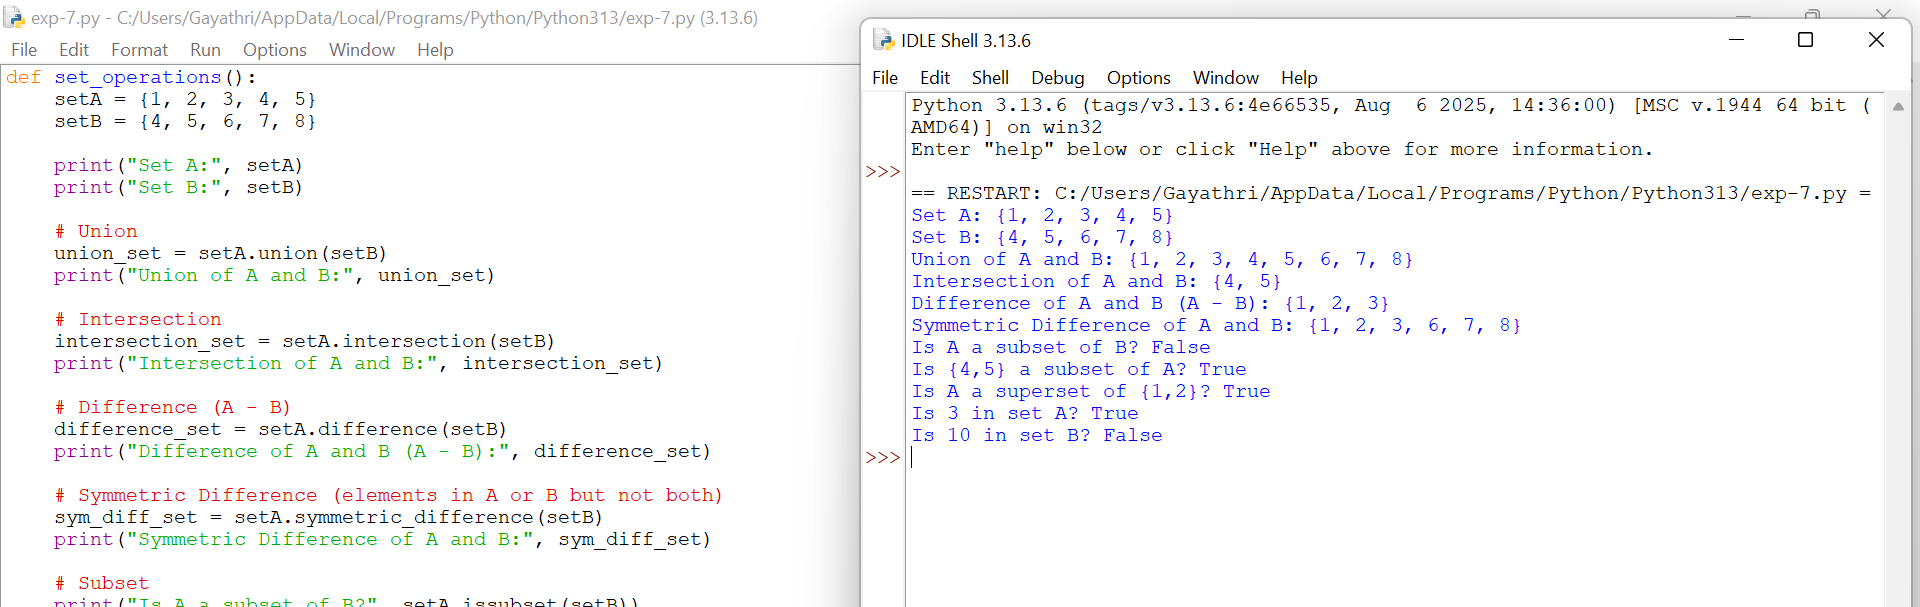 exp-7.py - C:/Users/Gayathri/AppData/Local/Programs/Python/Python313/exp-7.py (3.13.6)
File Edit Format Run Options Window Help
def set_operations():
    setA = {1, 2, 3, 4, 5}
    setB = {4, 5, 6, 7, 8}
    print("Set A:", setA)
    print("Set B:", setB)
    # Union
    union_set = setA.union(setB)
    print("Union of A and B:", union_set)
    # Intersection
    intersection_set = setA.intersection(setB)
    print("Intersection of A and B:", intersection_set)
    # Difference (A - B)
    difference_set = setA.difference(setB)
    print("Difference of A and B (A - B):", difference_set)
    # Symmetric Difference (elements in A or B but not both)
    sym_diff_set = setA.symmetric_difference(setB)
    print("Symmetric Difference of A and B:", sym_diff_set)
    # Subset
    print("Is A a subset of B?", setA.issubset(setB))
IDLE Shell 3.13.6
File Edit Shell Debug Options Window Help
Python 3.13.6 (tags/v3.13.6:4e66535, Aug  6 2025, 14:36:00) [MSC v.1944 64 bit (
AMD64)] on win32
Enter "help" below or click "Help" above for more information.
>>>
== RESTART: C:/Users/Gayathri/AppData/Local/Programs/Python/Python313/exp-7.py =
Set A: {1, 2, 3, 4, 5}
Set B: {4, 5, 6, 7, 8}
Union of A and B: {1, 2, 3, 4, 5, 6, 7, 8}
Intersection of A and B: {4, 5}
Difference of A and B (A - B): {1, 2, 3}
Symmetric Difference of A and B: {1, 2, 3, 6, 7, 8}
Is A a subset of B? False
Is {4,5} a subset of A? True
Is A a superset of {1,2}? True
Is 3 in set A? True
Is 10 in set B? False
>>>